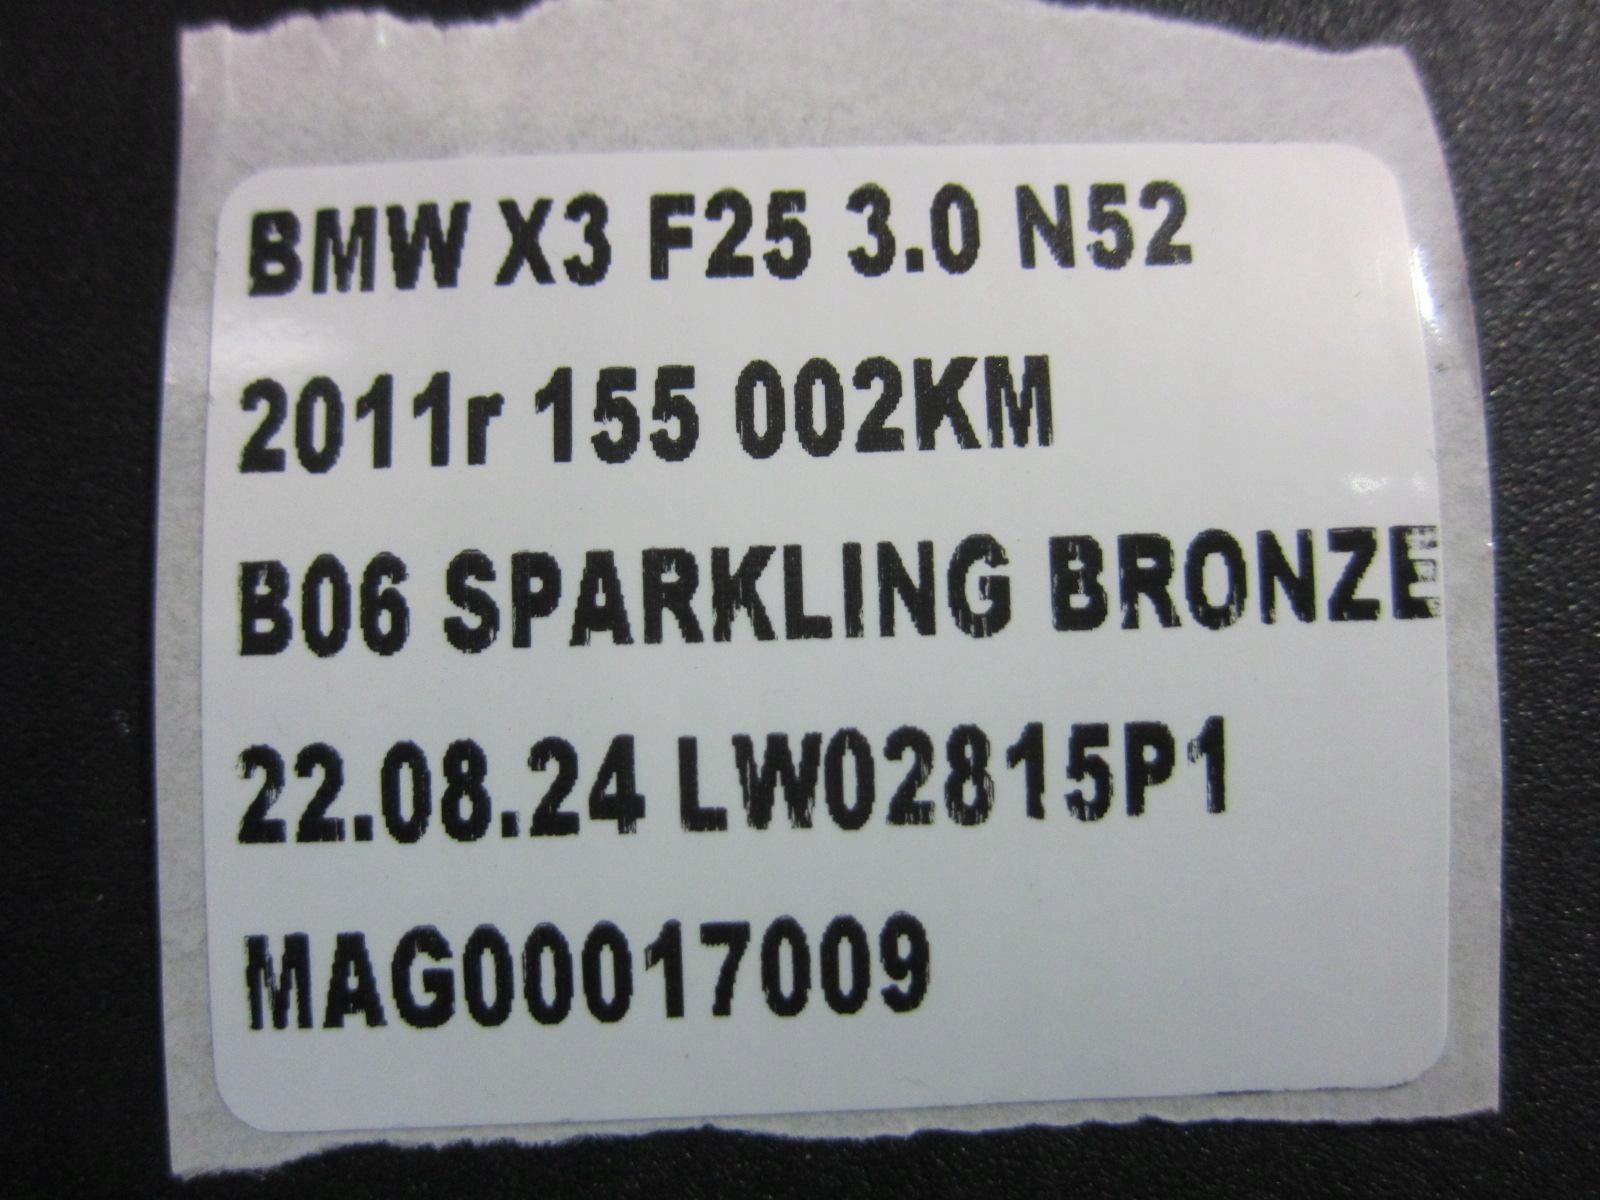 BMW X3 F25 3.0 N52
2011r 155 002KM
B06 SPARKLING BRONZE
22.08.24 LW02815P1
MAG00017009